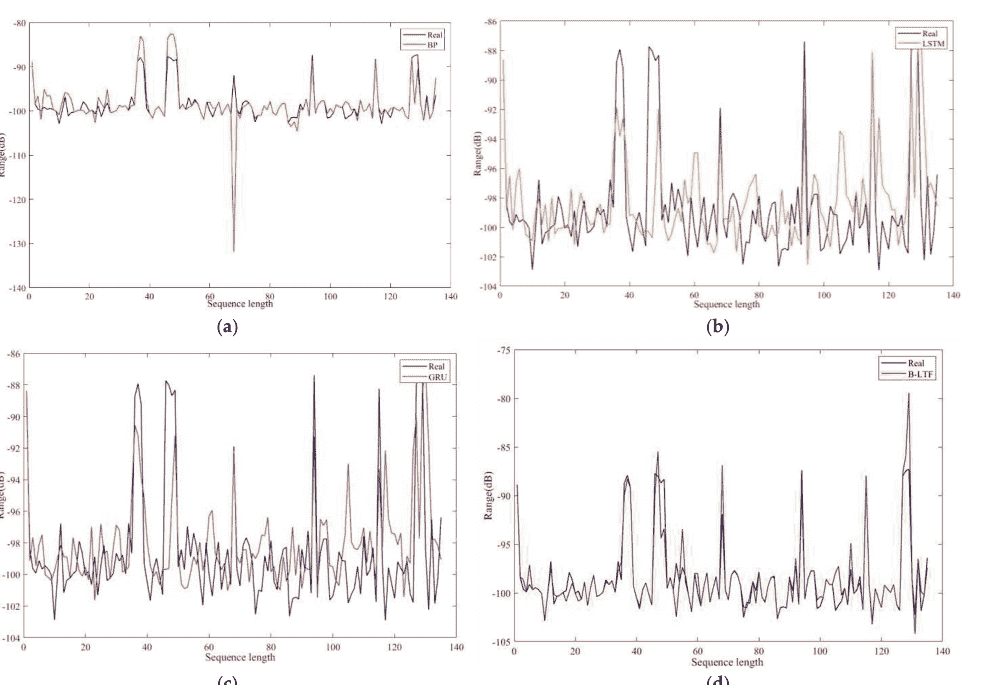 -80
-90
-100
-110
-120
-130
-140
0 20 40 60 80 100 120 140
Range(dB)
Sequence length
Real
BP
(a)
-86
-88
-90
-92
-94
-96
-98
-100
-102
-104
0 20 40 60 80 100 120 140
Range(dB)
Sequence length
Real
LSTM
(b)
-86
-88
-90
-92
-94
-96
-98
-100
-102
-104
0 20 40 60 80 100 120 140
Range(dB)
Sequence length
Real
GRU
(c)
-75
-80
-85
-90
-95
-100
-105
0 20 40 60 80 100 120 140
Range(dB)
Sequence length
Real
B-LTF
(d)